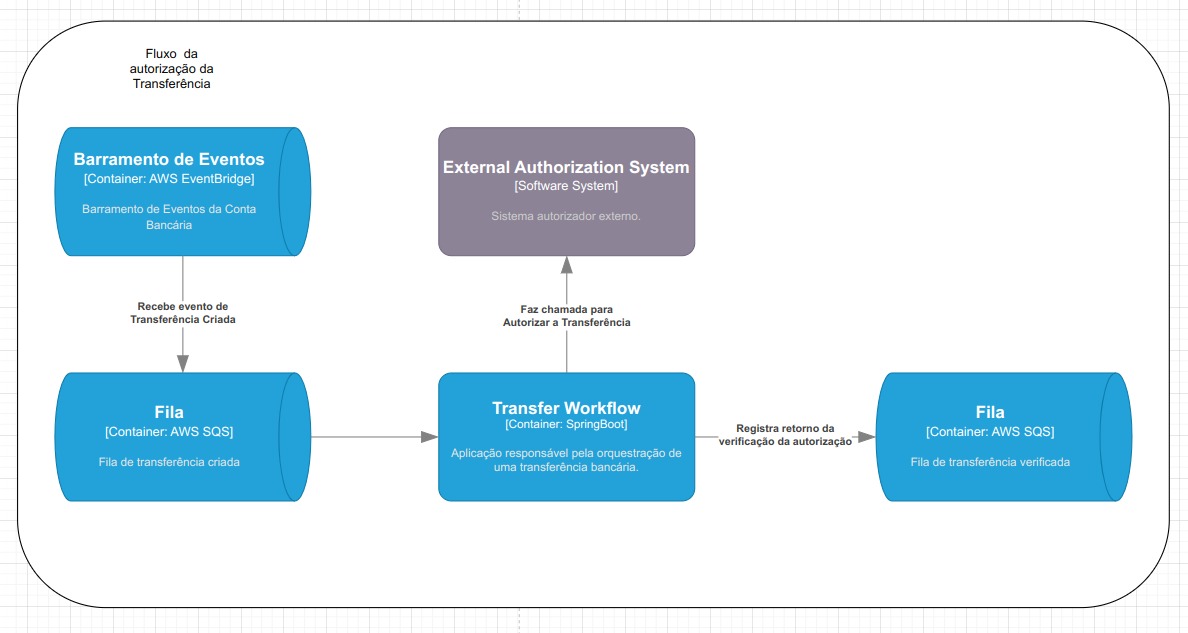 Fluxo da
autorização da
Transferência
Barramento de Eventos
[Container: AWS EventBridge]
Barramento de Eventos da Conta
Bancária
External Authorization System
[Software System]
Sistema autorizador externo.
Recebe evento de
Transferência Criada
Faz chamada para
Autorizar a Transferência
Fila
[Container: AWS SQS]
Fila de transferência criada
Transfer Workflow
[Container: SpringBoot]
Aplicação responsável pela orquestração de
uma transferência bancária.
Registra retorno da
verificação da autorização
Fila
[Container: AWS SQS]
Fila de transferência verificada